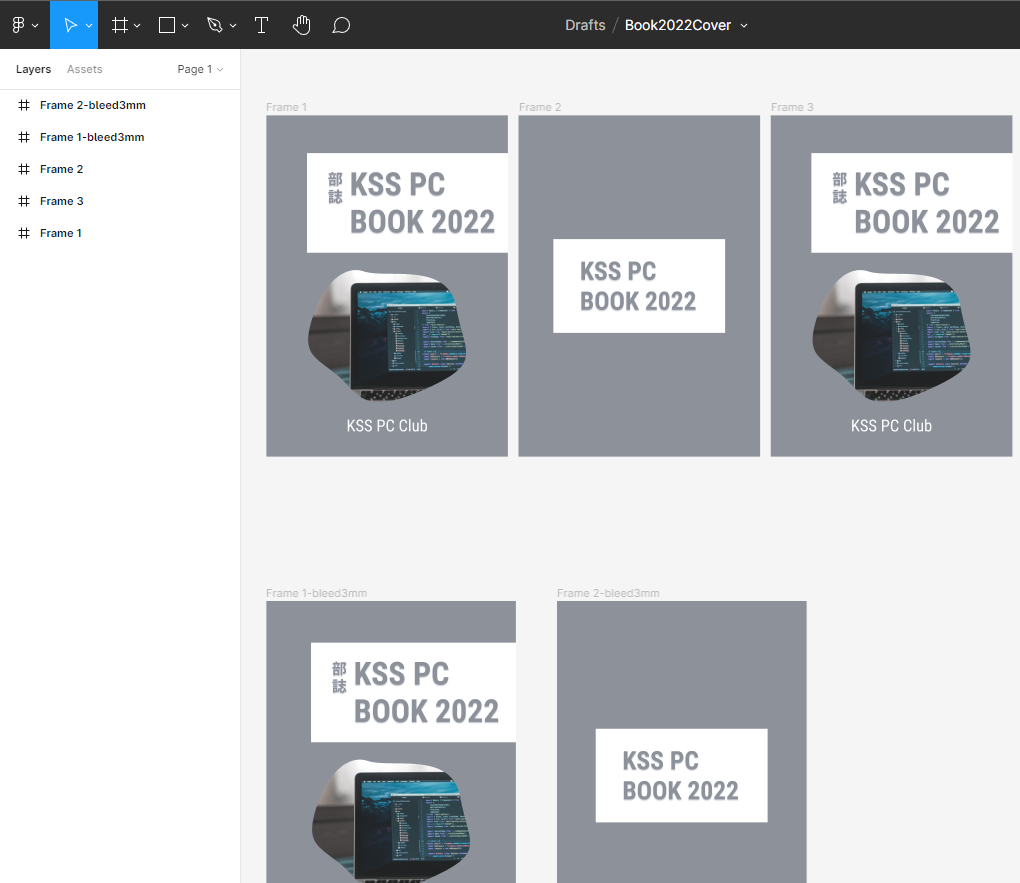 Drafts / Book2022Cover
Layers
Assets
Page 1
Frame 2-bleed3mm
Frame 1-bleed3mm
Frame 2
Frame 3
Frame 1
Frame 1
部誌
KSS PC
BOOK 2022
KSS PC Club
Frame 2
KSS PC
BOOK 2022
Frame 3
部誌
KSS PC
BOOK 2022
KSS PC Club
Frame 1-bleed3mm
部誌
KSS PC
BOOK 2022
Frame 2-bleed3mm
KSS PC
BOOK 2022